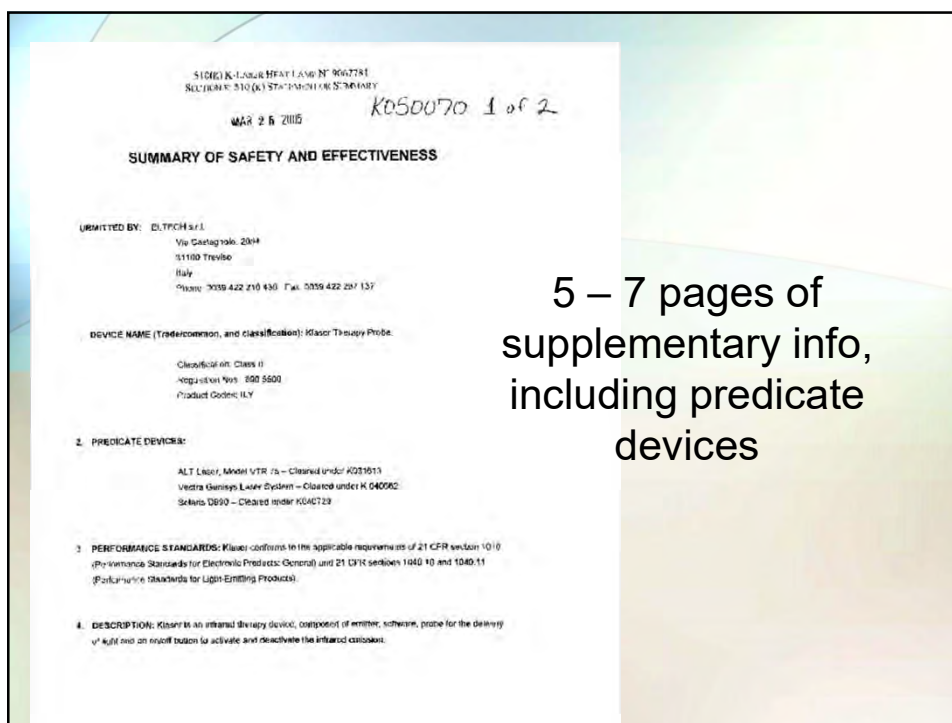 510(K) K-LASER HEAT LAMP N° 9067781
SECTION 510 (K) STATEMENT OR SUMMARY
K050070 1 of 2
MAR 25 2005
SUMMARY OF SAFETY AND EFFECTIVENESS
UBMITTED BY: ELTECH s.r.l.
Via Castagnole,
31100 Treviso
Italy
Phone: 0039 422 210 430 Fax. 0039 422 297 137
DEVICE NAME (Trade/common, and classification): Klaser Therapy Probe.
Classification: Class II
Regulation Nos. 890 5500
Product Codes: ILY
2. PREDICATE DEVICES:
ALT Laser, Model VTR 75 – Cleared under K031613
Vectra Genisys Laser System – Cleared under K 040662
Solaris D890 – Cleared under K040729
3 PERFORMANCE STANDARDS: Klaser conforms to the applicable requirements of 21 CFR section 1010
(Performance Standards for Electronic Products: General) and 21 CFR sections 1040 10 and 1040.11
(Performance Standards for Light-Emitting Products).
4. DESCRIPTION: Klaser is an infrared therapy device, composed of emitter, software, probe for the delivery
of light and an on/off button to activate and deactivate the infrared emission.
5 – 7 pages of
supplementary info,
including predicate
devices